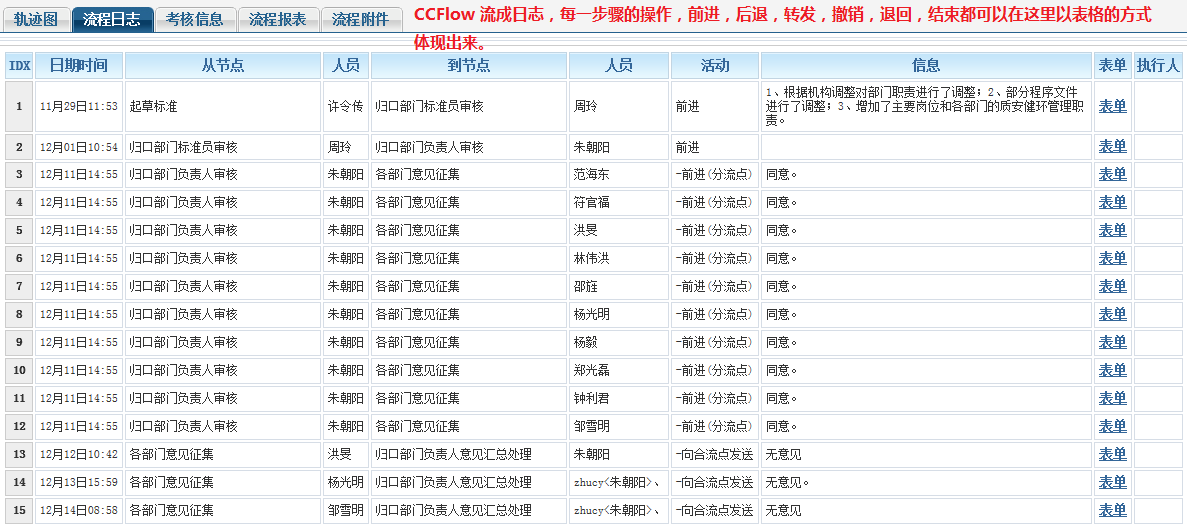 轨迹图 流程日志 考核信息 流程报表 流程附件
CCFlow 流成日志，每一步骤的操作，前进，后退，转发，撤销，退回，结束都可以在这里以表格的方式
体现出来。
IDX 日期时间 从节点 人员 到节点 人员 活动 信息 表单 执行人
1 11月29日11:53 起草标准 许令传 归口部门标准员审核 周玲 前进 1、根据机构调整对部门职责进行了调整；2、部分程序文件
进行了调整；3、增加了主要岗位和各部门的质安健环管理职
责。 表单
2 12月01日10:54 归口部门标准员审核 周玲 归口部门负责人审核 朱朝阳 前进 表单
3 12月11日14:55 归口部门负责人审核 朱朝阳 各部门意见征集 范海东 -前进(分流点) 同意。 表单
4 12月11日14:55 归口部门负责人审核 朱朝阳 各部门意见征集 符官福 -前进(分流点) 同意。 表单
5 12月11日14:55 归口部门负责人审核 朱朝阳 各部门意见征集 洪旻 -前进(分流点) 同意。 表单
6 12月11日14:55 归口部门负责人审核 朱朝阳 各部门意见征集 林伟洪 -前进(分流点) 同意。 表单
7 12月11日14:55 归口部门负责人审核 朱朝阳 各部门意见征集 邵旌 -前进(分流点) 同意。 表单
8 12月11日14:55 归口部门负责人审核 朱朝阳 各部门意见征集 杨光明 -前进(分流点) 同意。 表单
9 12月11日14:55 归口部门负责人审核 朱朝阳 各部门意见征集 杨毅 -前进(分流点) 同意。 表单
10 12月11日14:55 归口部门负责人审核 朱朝阳 各部门意见征集 郑光磊 -前进(分流点) 同意。 表单
11 12月11日14:55 归口部门负责人审核 朱朝阳 各部门意见征集 钟利君 -前进(分流点) 同意。 表单
12 12月11日14:55 归口部门负责人审核 朱朝阳 各部门意见征集 邹雪明 -前进(分流点) 同意。 表单
13 12月12日10:42 各部门意见征集 洪旻 归口部门负责人意见汇总处理 朱朝阳 -向合流点发送 无意见 表单
14 12月13日15:59 各部门意见征集 杨光明 归口部门负责人意见汇总处理 zhucy<朱朝阳>、 -向合流点发送 无意见。 表单
15 12月14日08:58 各部门意见征集 邹雪明 归口部门负责人意见汇总处理 zhucy<朱朝阳>、 -向合流点发送 无意见 表单